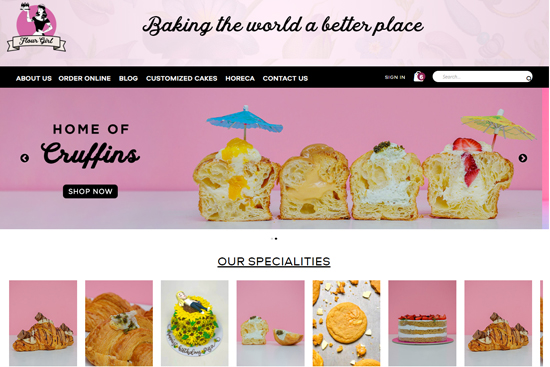 Baking the world a better place
Flour Girl
ABOUT US ORDER ONLINE BLOG CUSTOMIZED CAKES HORECA CONTACT US
SIGN IN
Search...
HOME OF
Cruffins
SHOP NOW
OUR SPECIALITIES